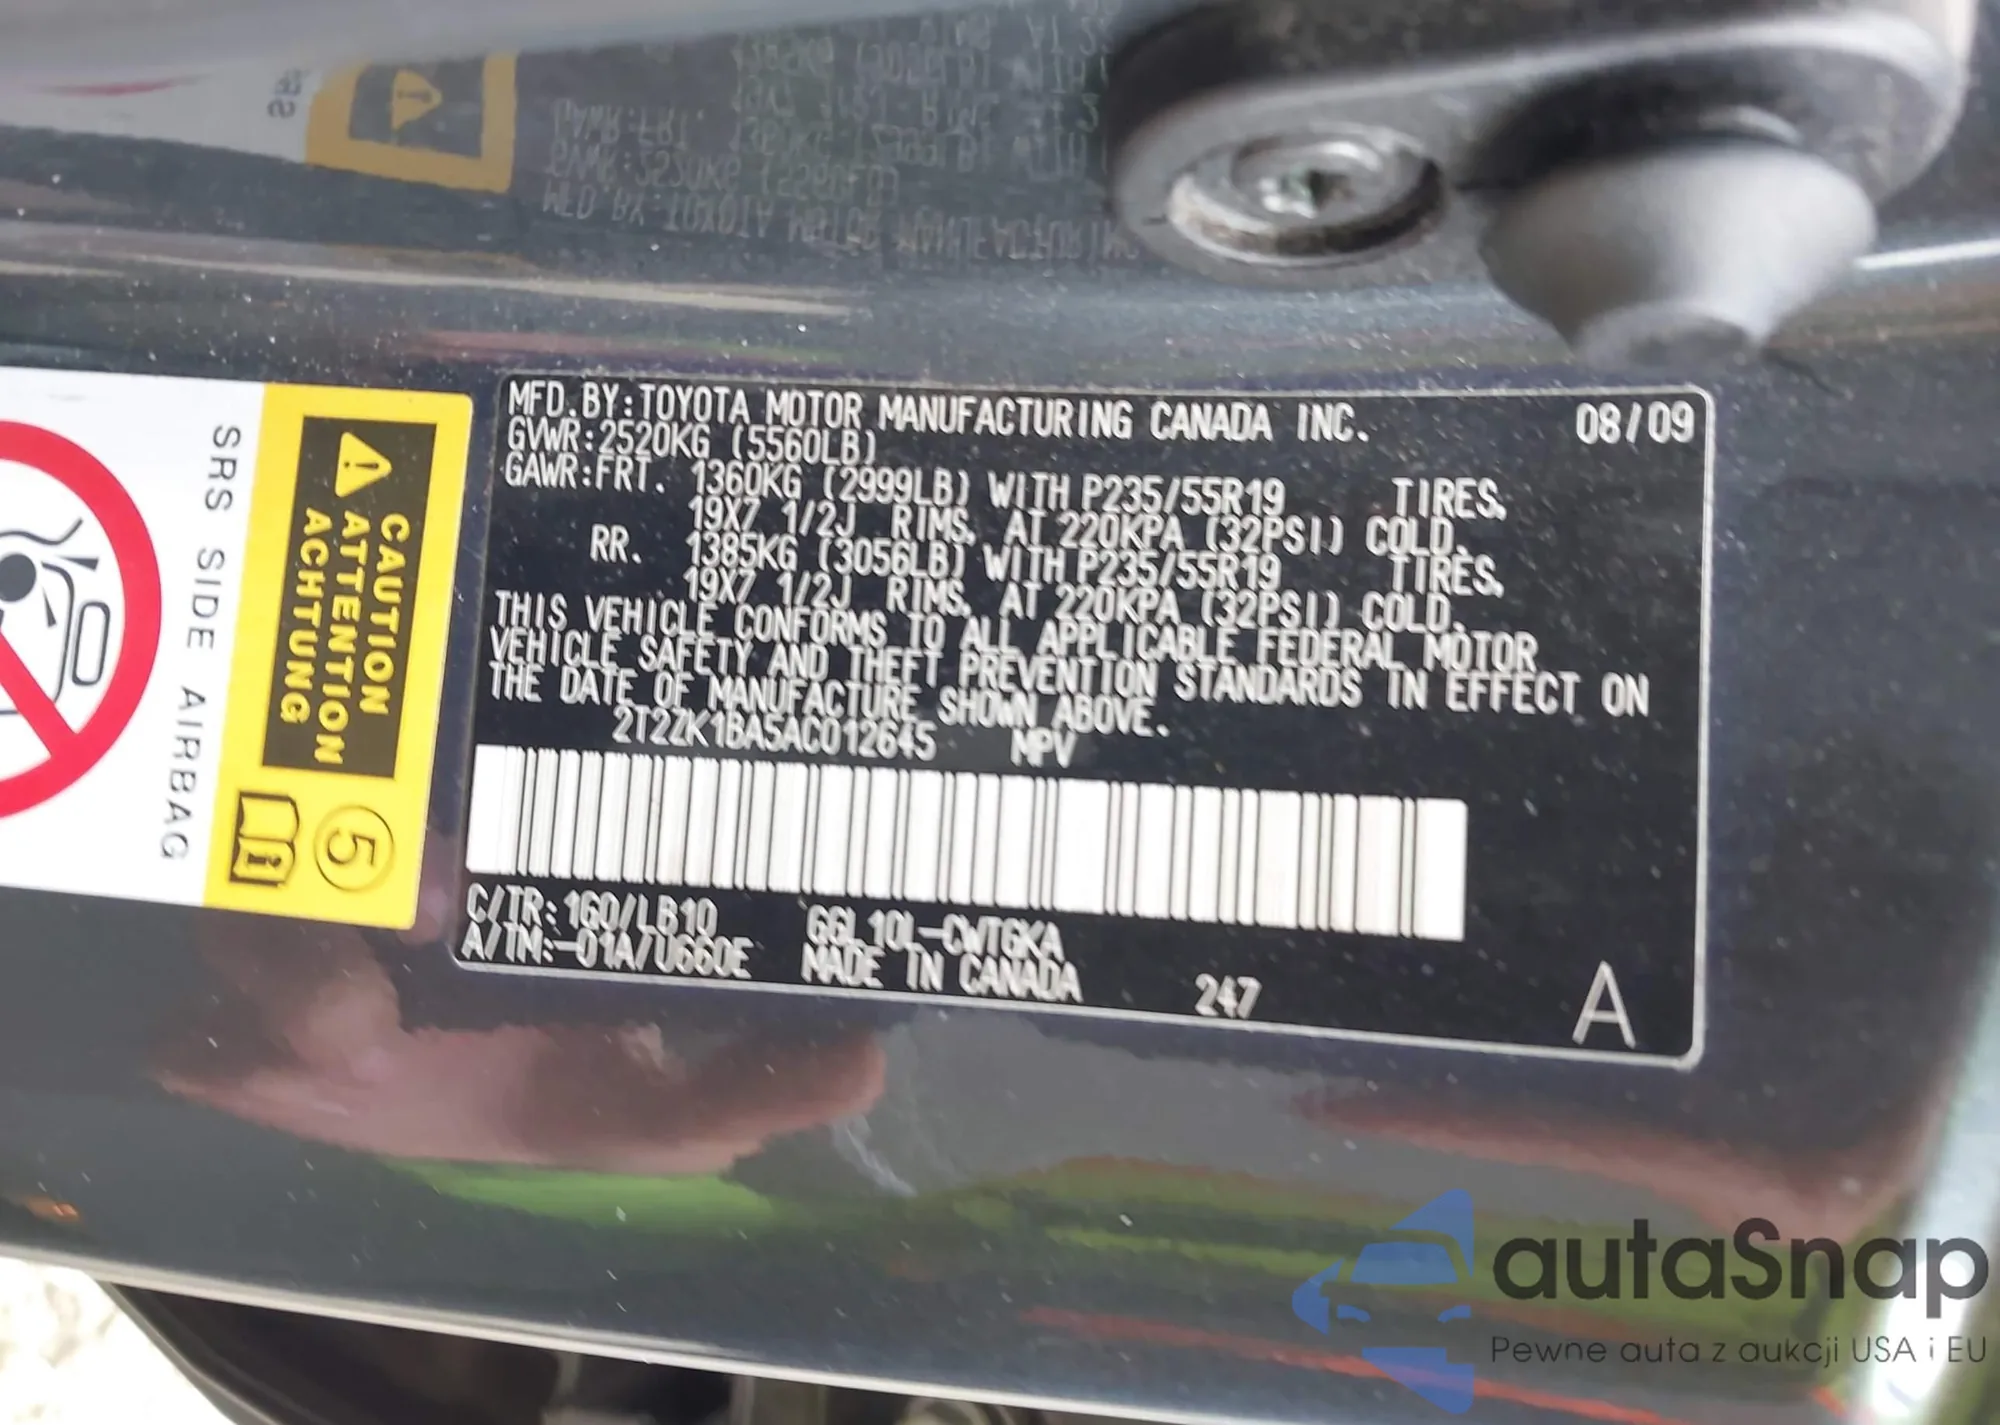 MFD.BY:TOYOTA MOTOR MANUFACTURING CANADA INC. 08/09
GVWR:2520KG (5560LB)
GAWR:FRT. 1360KG (2999LB) WITH P235/55R19 TIRES,
19X7 1/2J RIMS, AT 220KPA (32PSI) COLD.
RR. 1385KG (3056LB) WITH P235/55R19 TIRES,
19X7 1/2J RIMS, AT 220KPA (32PSI) COLD.
THIS VEHICLE CONFORMS TO ALL APPLICABLE FEDERAL MOTOR
VEHICLE SAFETY AND THEFT PREVENTION STANDARDS IN EFFECT ON
THE DATE OF MANUFACTURE SHOWN ABOVE.
2T2ZK1BA5AC012645 MPV
C/TR:1G0/LB10 GGL10L-CWTGKA
A/TM:-01A/U660E MADE IN CANADA
247
A
CAUTION
ATTENTION
ACHTUNG
5
SRS SIDE AIRBAG
autaSnap
Pewne auta z aukcji USA i EU